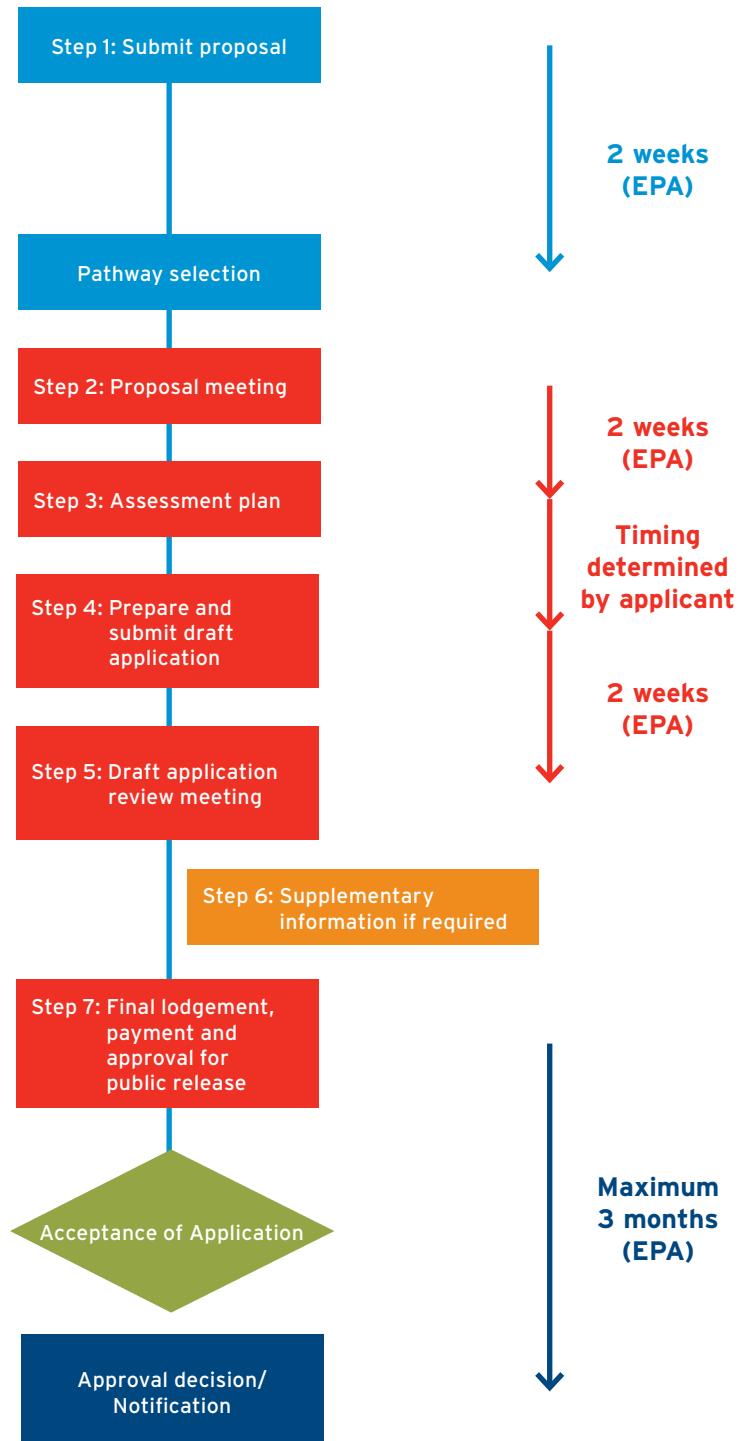 Step 1: Submit proposal
2 weeks
(EPA)
Pathway selection
Step 2: Proposal meeting
2 weeks
(EPA)
Step 3: Assessment plan
Timing
determined
by applicant
Step 4: Prepare and
submit draft
application
2 weeks
(EPA)
Step 5: Draft application
review meeting
Step 6: Supplementary
information if required
Step 7: Final lodgement,
payment and
approval for
public release
Acceptance of Application
Maximum
3 months
(EPA)
Approval decision/
Notification